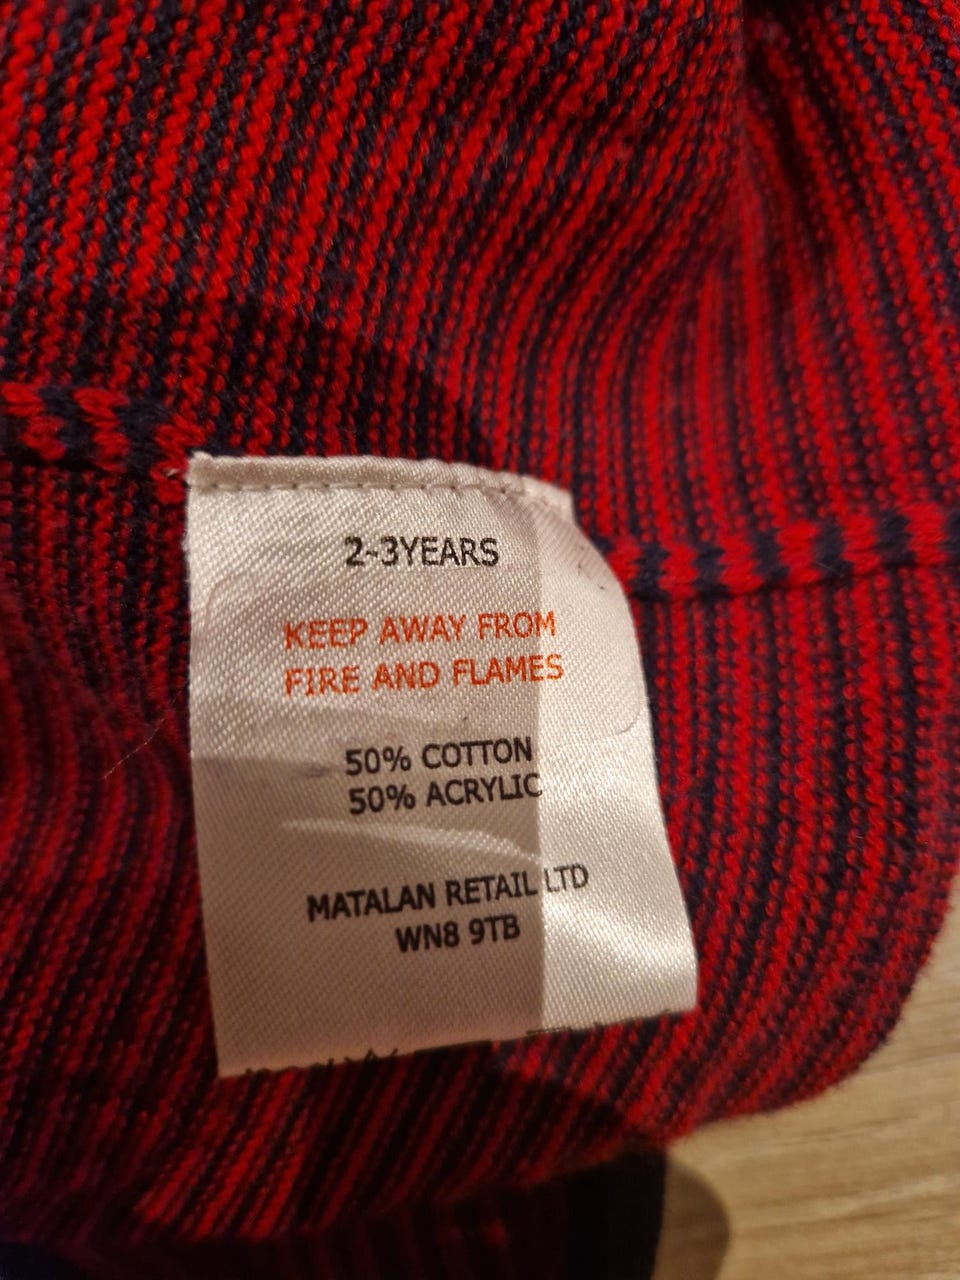 2-3YEARS
KEEP AWAY FROM
FIRE AND FLAMES
50% COTTON
50% ACRYLIC
MATALAN RETAIL LTD
WN8 9TB